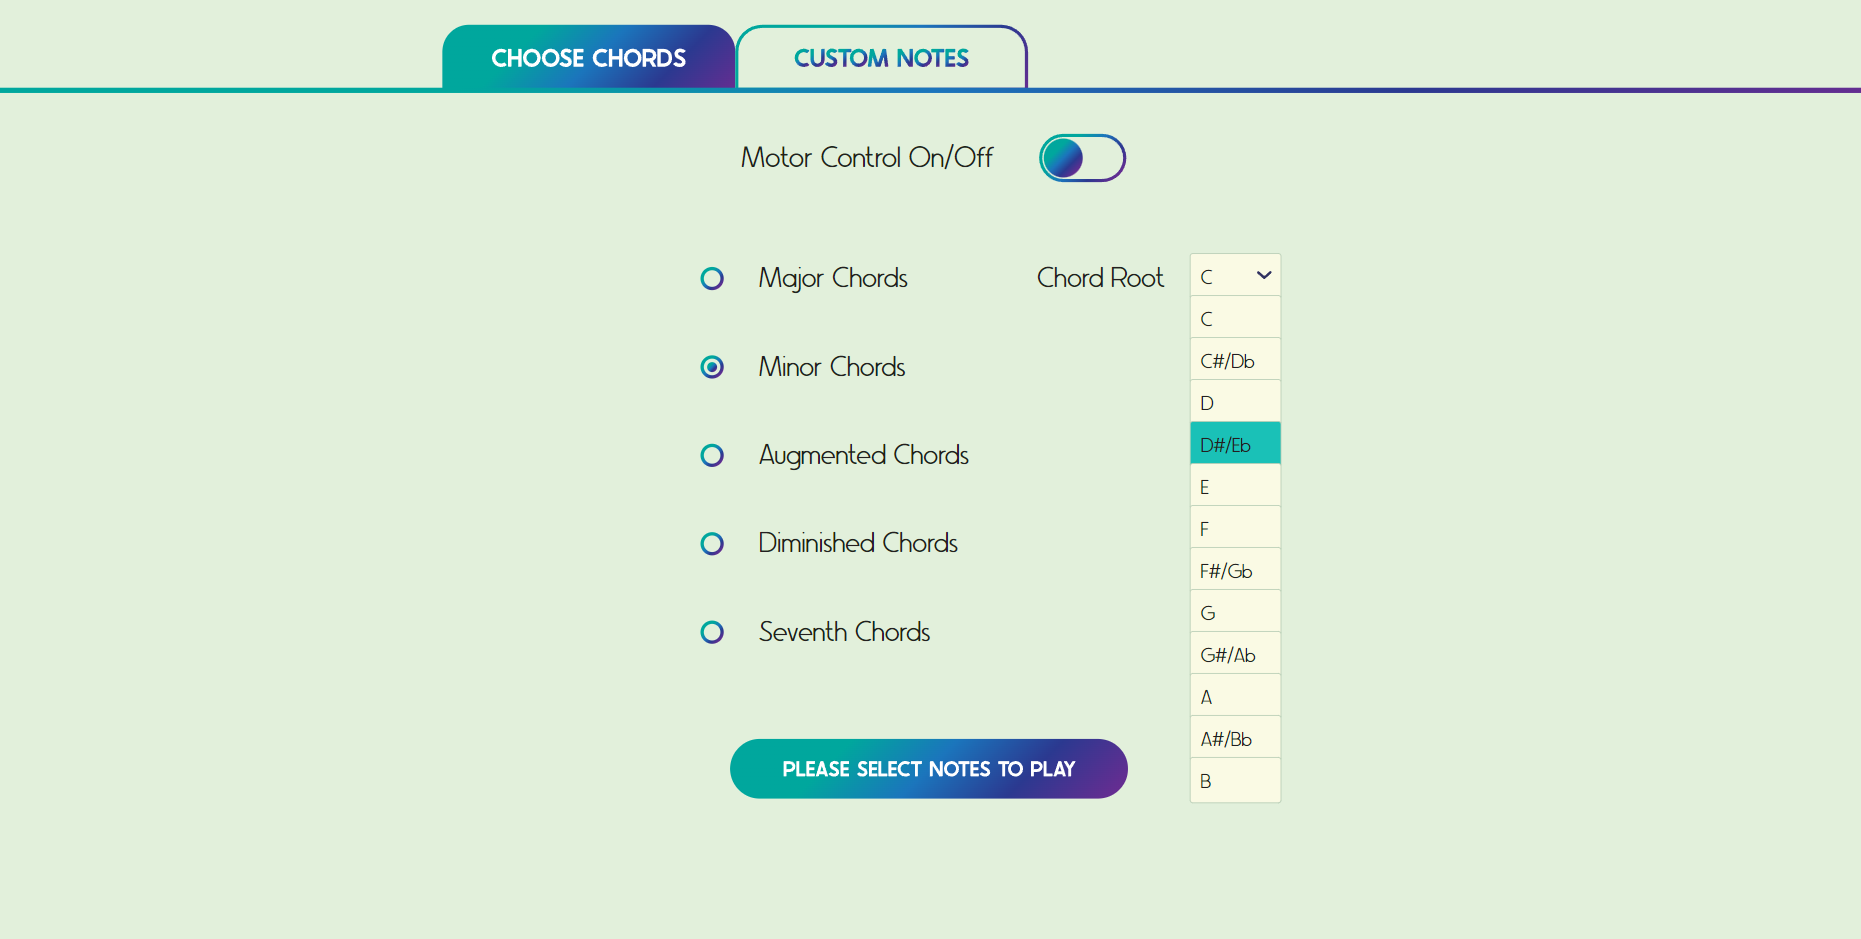 CHOOSE CHORDS
CUSTOM NOTES
Motor Control On/Off
Major Chords
Chord Root
C
C
C#/Db
D
D#/Eb
E
F
F#/Gb
G
G#/Ab
A
A#/Bb
B
Minor Chords
Augmented Chords
Diminished Chords
Seventh Chords
PLEASE SELECT NOTES TO PLAY